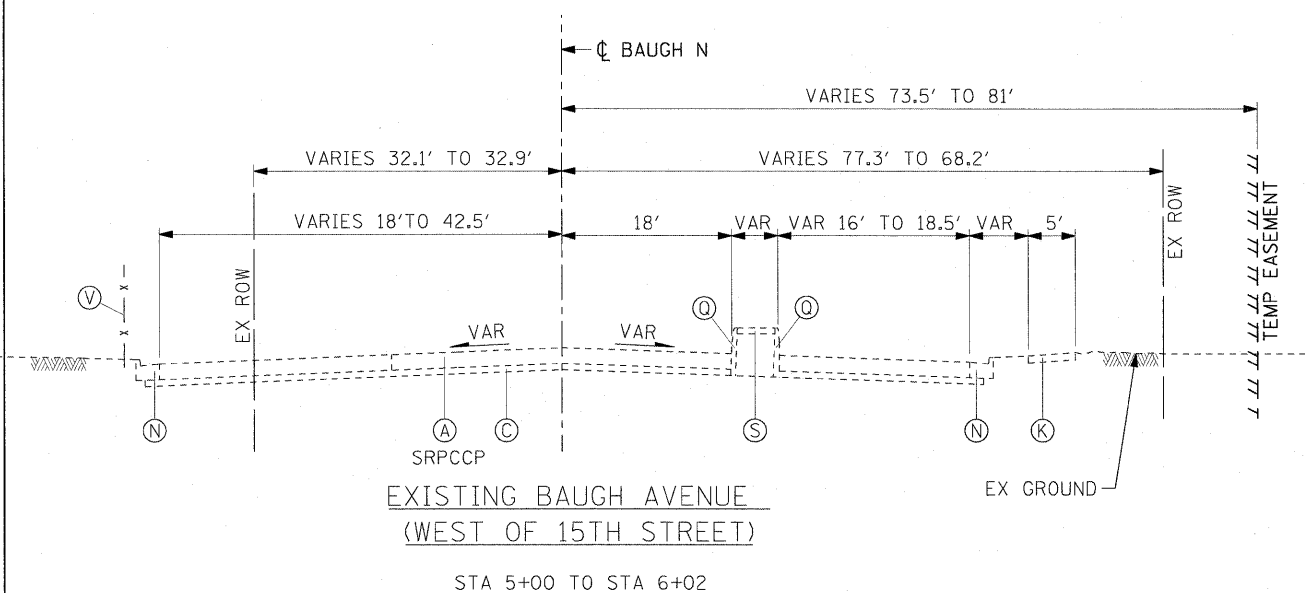 ℄ BAUGH N
VARIES 73.5' TO 81'
VARIES 32.1' TO 32.9'
VARIES 77.3' TO 68.2'
VARIES 18'TO 42.5'
18'
VAR
VAR 16' TO 18.5'
VAR
5'
EX ROW
TEMP EASEMENT
V
EX ROW
VAR
VAR
Q
Q
N
A
C
S
N
K
SRPCCP
EX GROUND
EXISTING BAUGH AVENUE
(WEST OF 15TH STREET)
STA 5+00 TO STA 6+02